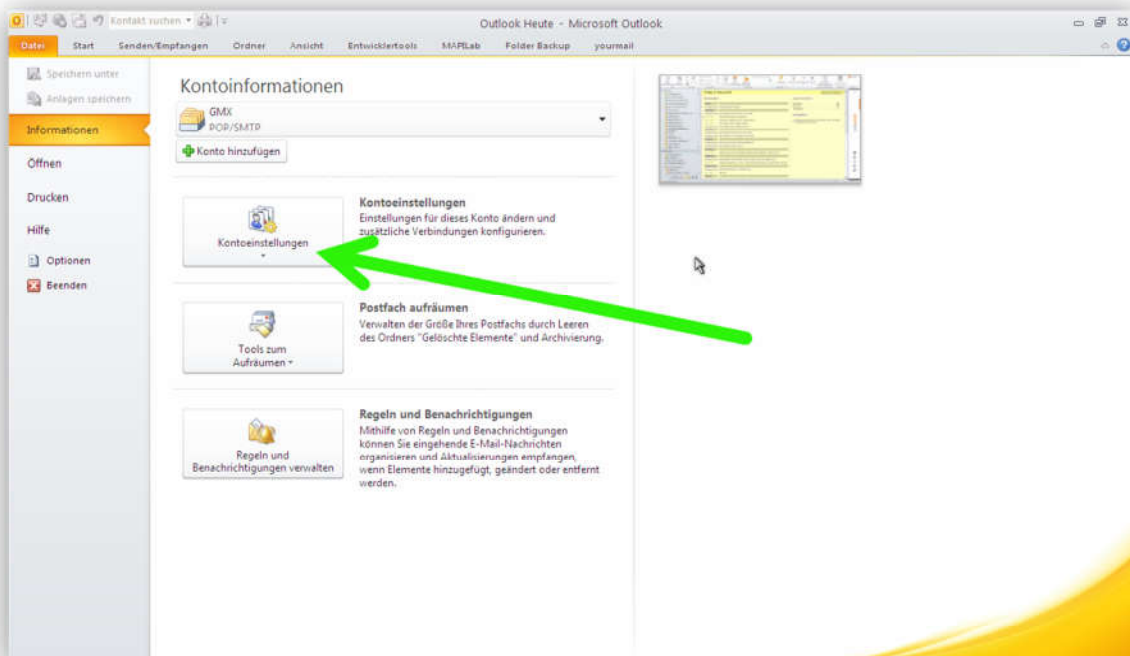 Kontakt suchen
Outlook Heute - Microsoft Outlook
Datei Start Senden/Empfangen Ordner Ansicht Entwicklertools MAPILab Folder Backup yourmail
Speichern unter
Anlagen speichern
Informationen
Öffnen
Drucken
Hilfe
Optionen
Beenden
Kontoinformationen
GMX
POP/SMTP
Konto hinzufügen
Kontoeinstellungen
Kontoeinstellungen
Einstellungen für dieses Konto ändern und
zusätzliche Verbindungen konfigurieren.
Tools zum
Aufräumen
Postfach aufräumen
Verwalten der Größe Ihres Postfachs durch Leeren
des Ordners "Gelöschte Elemente" und Archivierung.
Regeln und
Benachrichtigungen verwalten
Regeln und Benachrichtigungen
Mithilfe von Regeln und Benachrichtigungen
können Sie eingehende E-Mail-Nachrichten
organisieren und Aktualisierungen empfangen,
wenn Elemente hinzugefügt, geändert oder entfernt
werden.